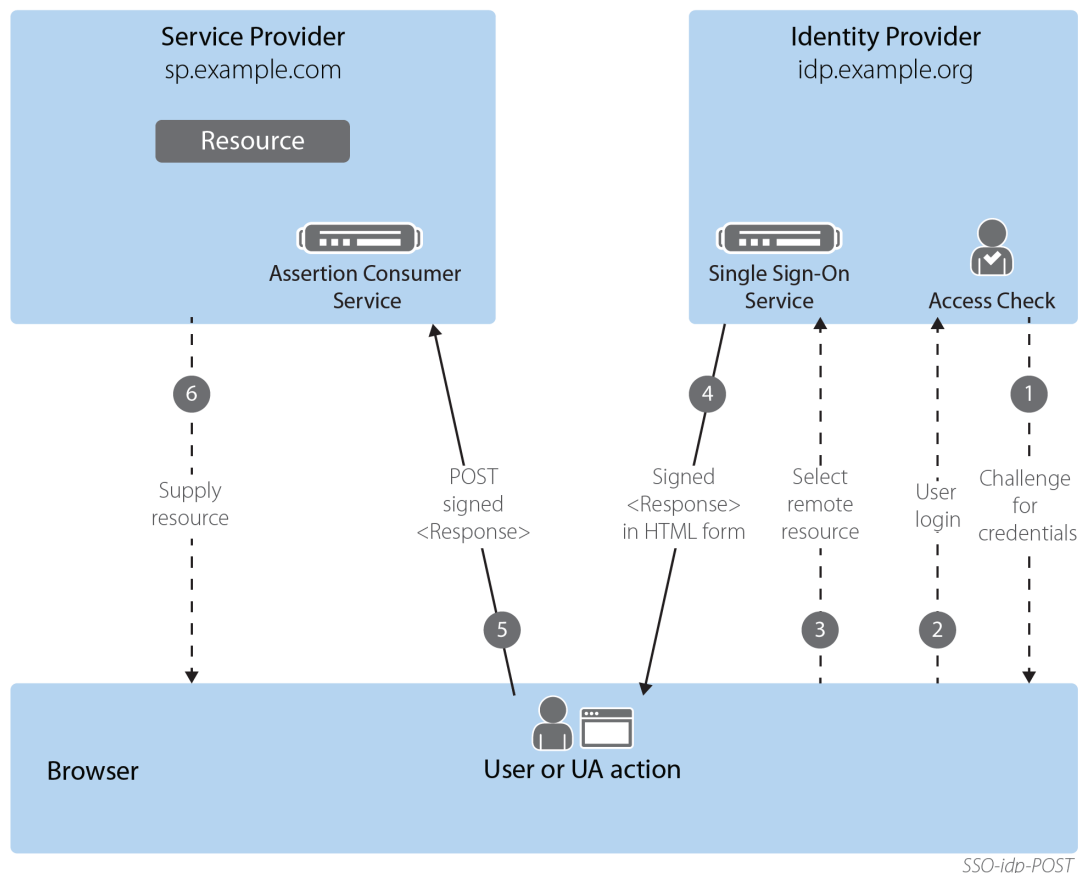 Service Provider
sp.example.com
Resource
Assertion Consumer
Service
Identity Provider
idp.example.org
Single Sign-On
Service
Access Check
6
Supply
resource
POST
signed
<Response>
5
4
Signed
<Response>
in HTML form
Select
remote
resource
3
User
login
2
1
Challenge
for
credentials
Browser
User or UA action
SSO-idp-POST